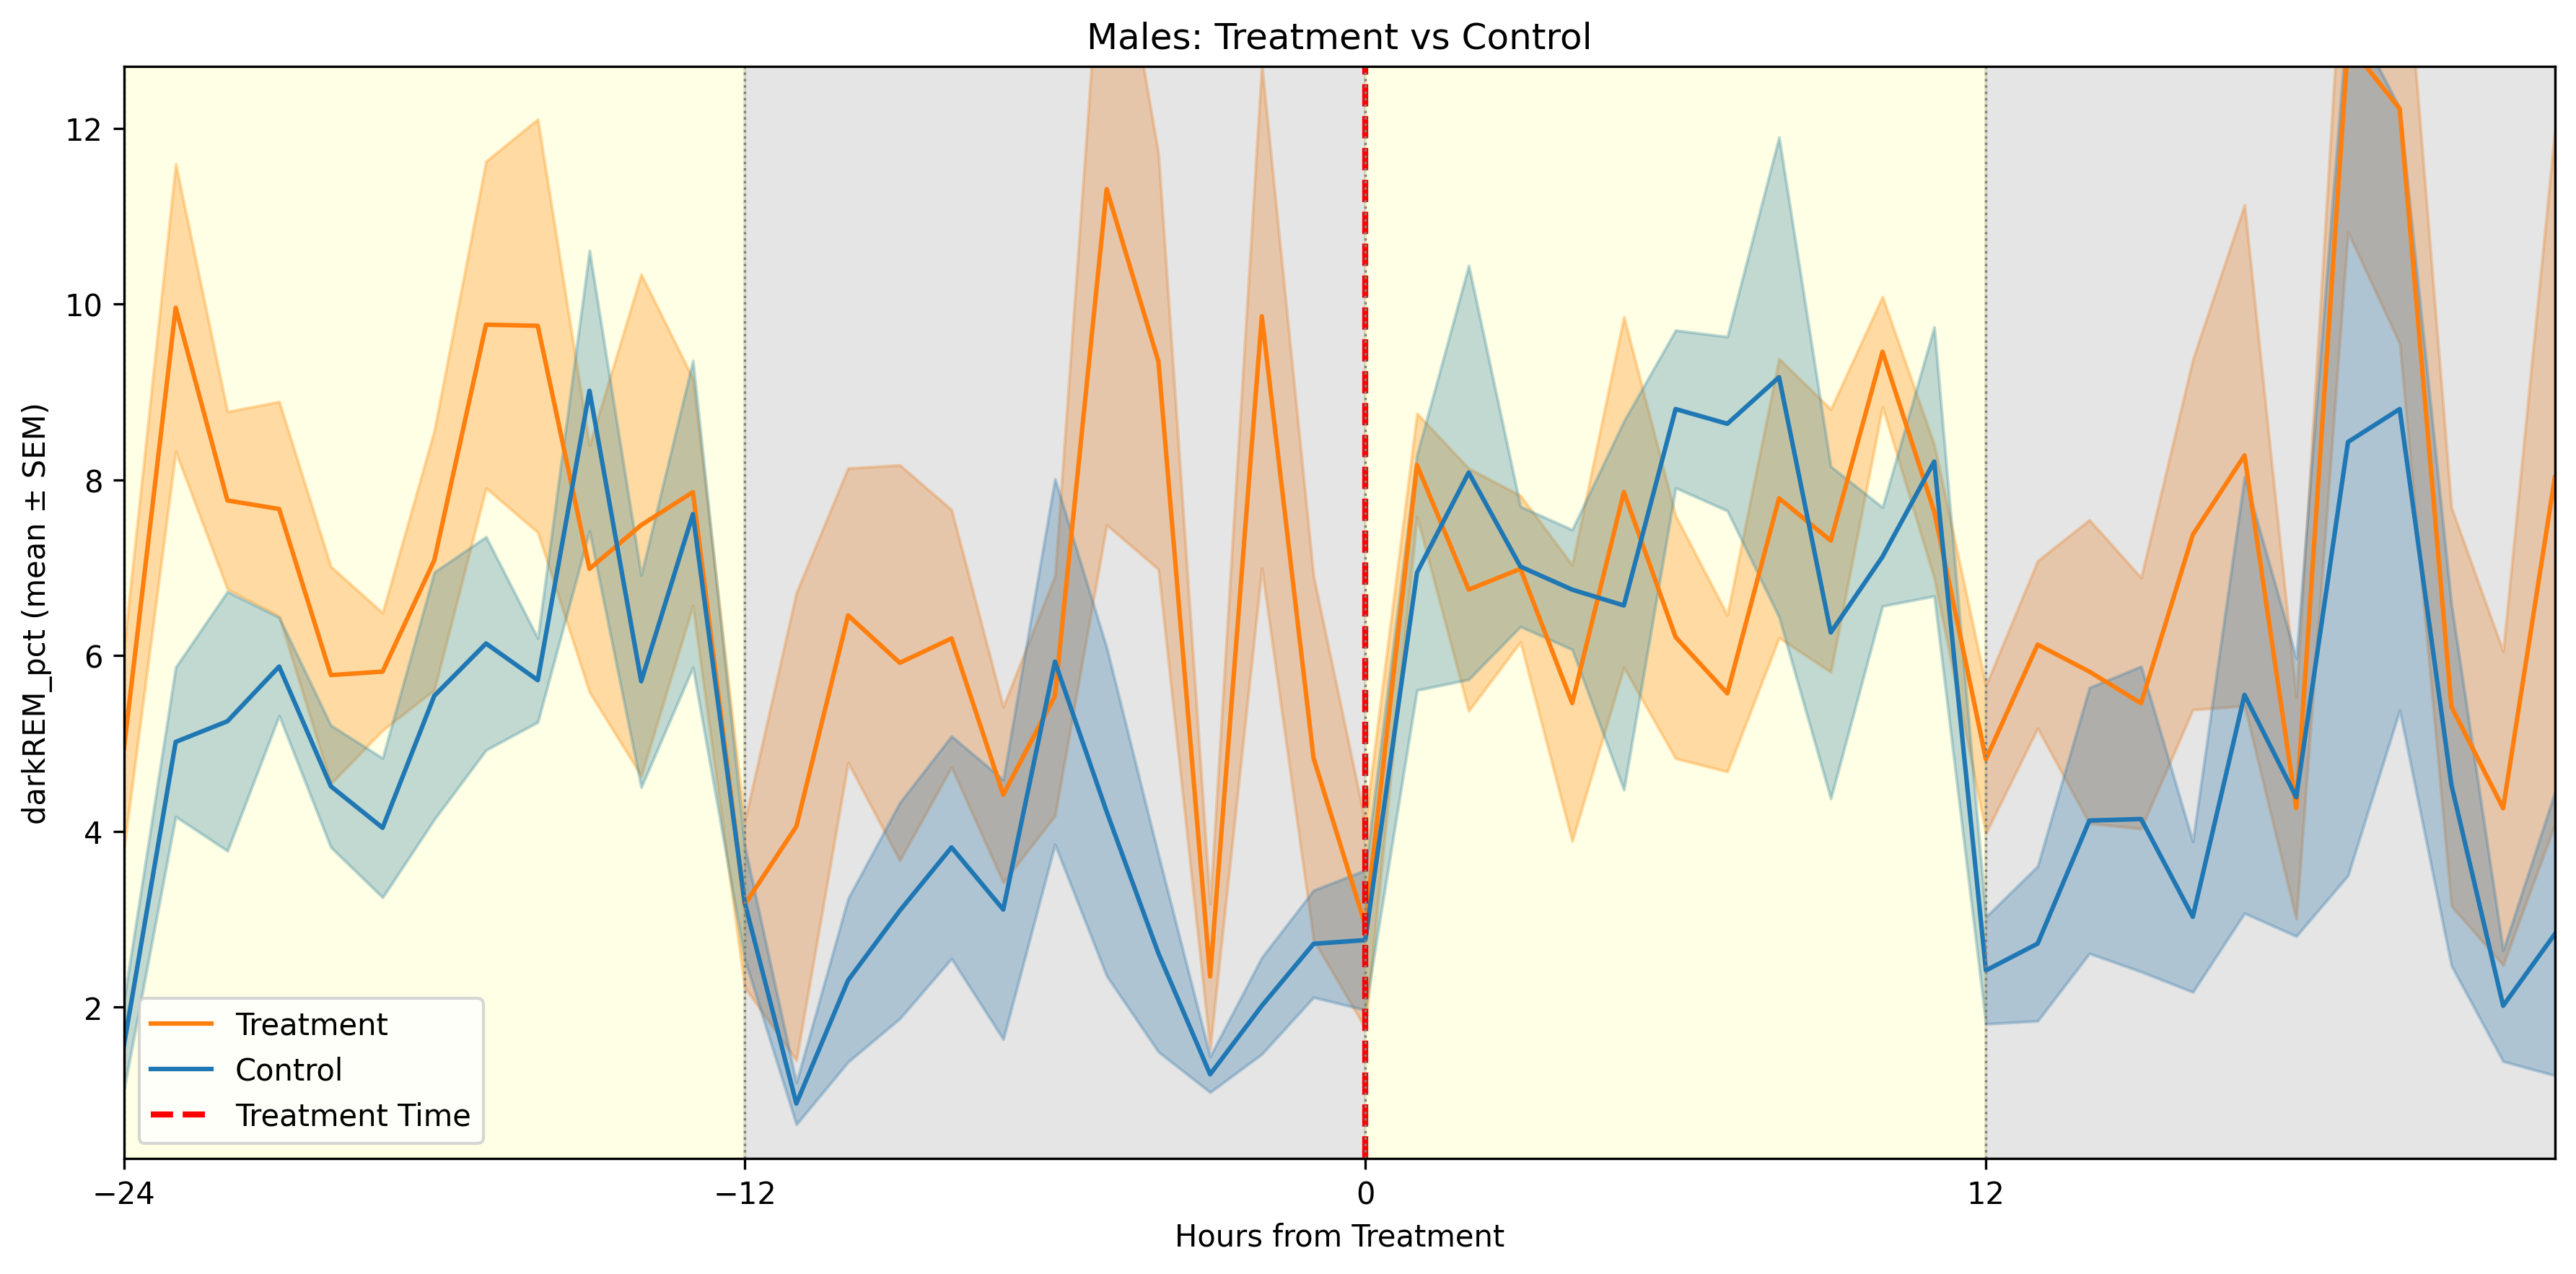 Males: Treatment vs Control
darkREM_pct (mean ± SEM)
12
10
8
6
4
2
Treatment
Control
Treatment Time
−24
−12
0
12
Hours from Treatment